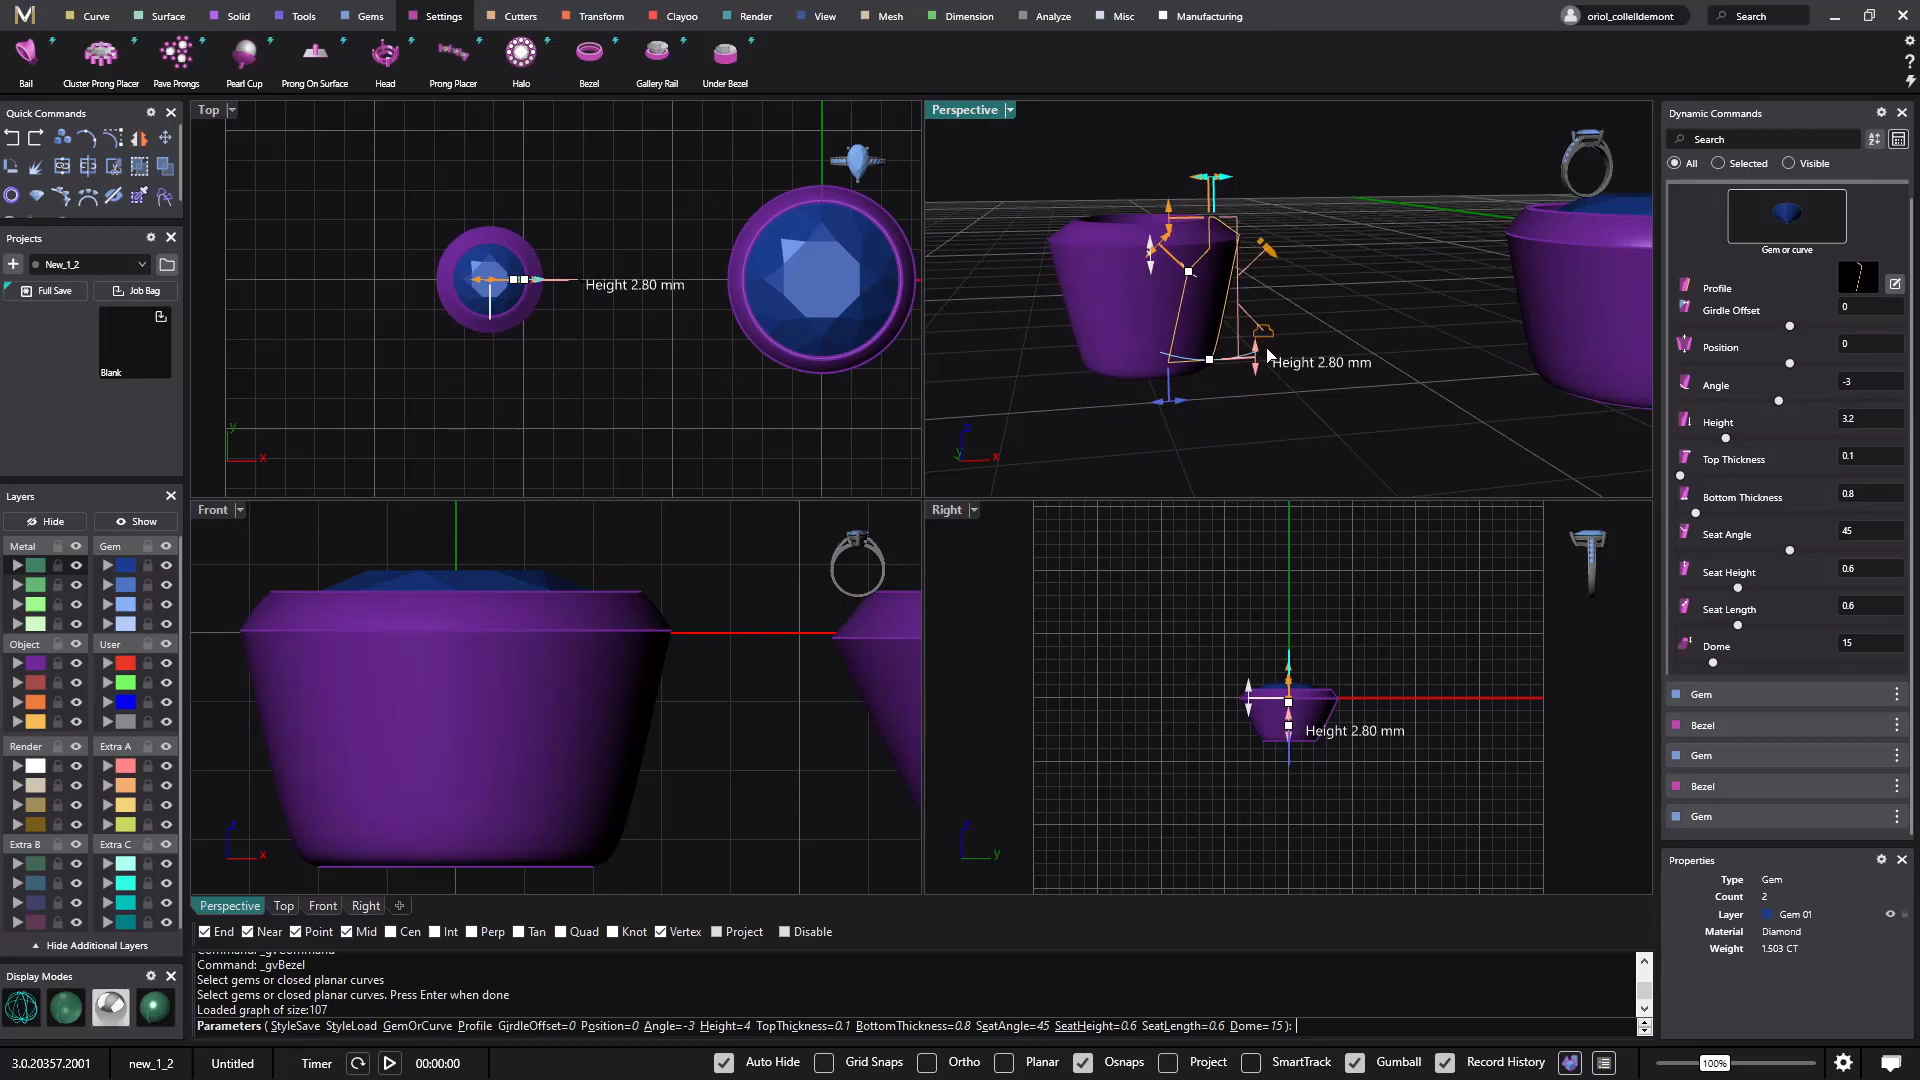 Curve Surface Solid Tools Gems Settings Cutters Transform Clayoo Render View Mesh Dimension Analyze Misc Manufacturing oriol_collelldemont Search
Bail Cluster Prong Placer Pave Prongs Pearl Cup Prong On Surface Head Prong Placer Halo Bezel Gallery Rail Under Bezel
Quick Commands
Projects
New_1_2
Full Save Job Bag
Blank
Layers
Hide Show
Metal Gem
Object User
Render Extra A
Extra B Extra C
Hide Additional Layers
Display Modes
Top
Height 2.80 mm
y
x
Perspective
Height 2.80 mm
z
y x
Front
z
x
Right
Height 2.80 mm
z
y
Perspective Top Front Right
End Near Point Mid Cen Int Perp Tan Quad Knot Vertex Project Disable
Command: _gvBezel
Select gems or closed planar curves
Select gems or closed planar curves. Press Enter when done
Loaded graph of size:107
Parameters ( StyleSave StyleLoad GemOrCurve Profile GirdleOffset=0 Position=0 Angle=-3 Height=4 TopThickness=0.1 BottomThickness=0.8 SeatAngle=45 SeatHeight=0.6 SeatLength=0.6 Dome=15 ):
Dynamic Commands
Search
All Selected Visible
Gem or curve
Profile
Girdle Offset 0
Position 0
Angle -3
Height 3.2
Top Thickness 0.1
Bottom Thickness 0.8
Seat Angle 45
Seat Height 0.6
Seat Length 0.6
Dome 15
Gem
Bezel
Gem
Bezel
Gem
Properties
Type Gem
Count 2
Layer Gem 01
Material Diamond
Weight 1.503 CT
3.0.20357.2001 new_1_2 Untitled Timer 00:00:00 Auto Hide Grid Snaps Ortho Planar Osnaps Project SmartTrack Gumball Record History 100%